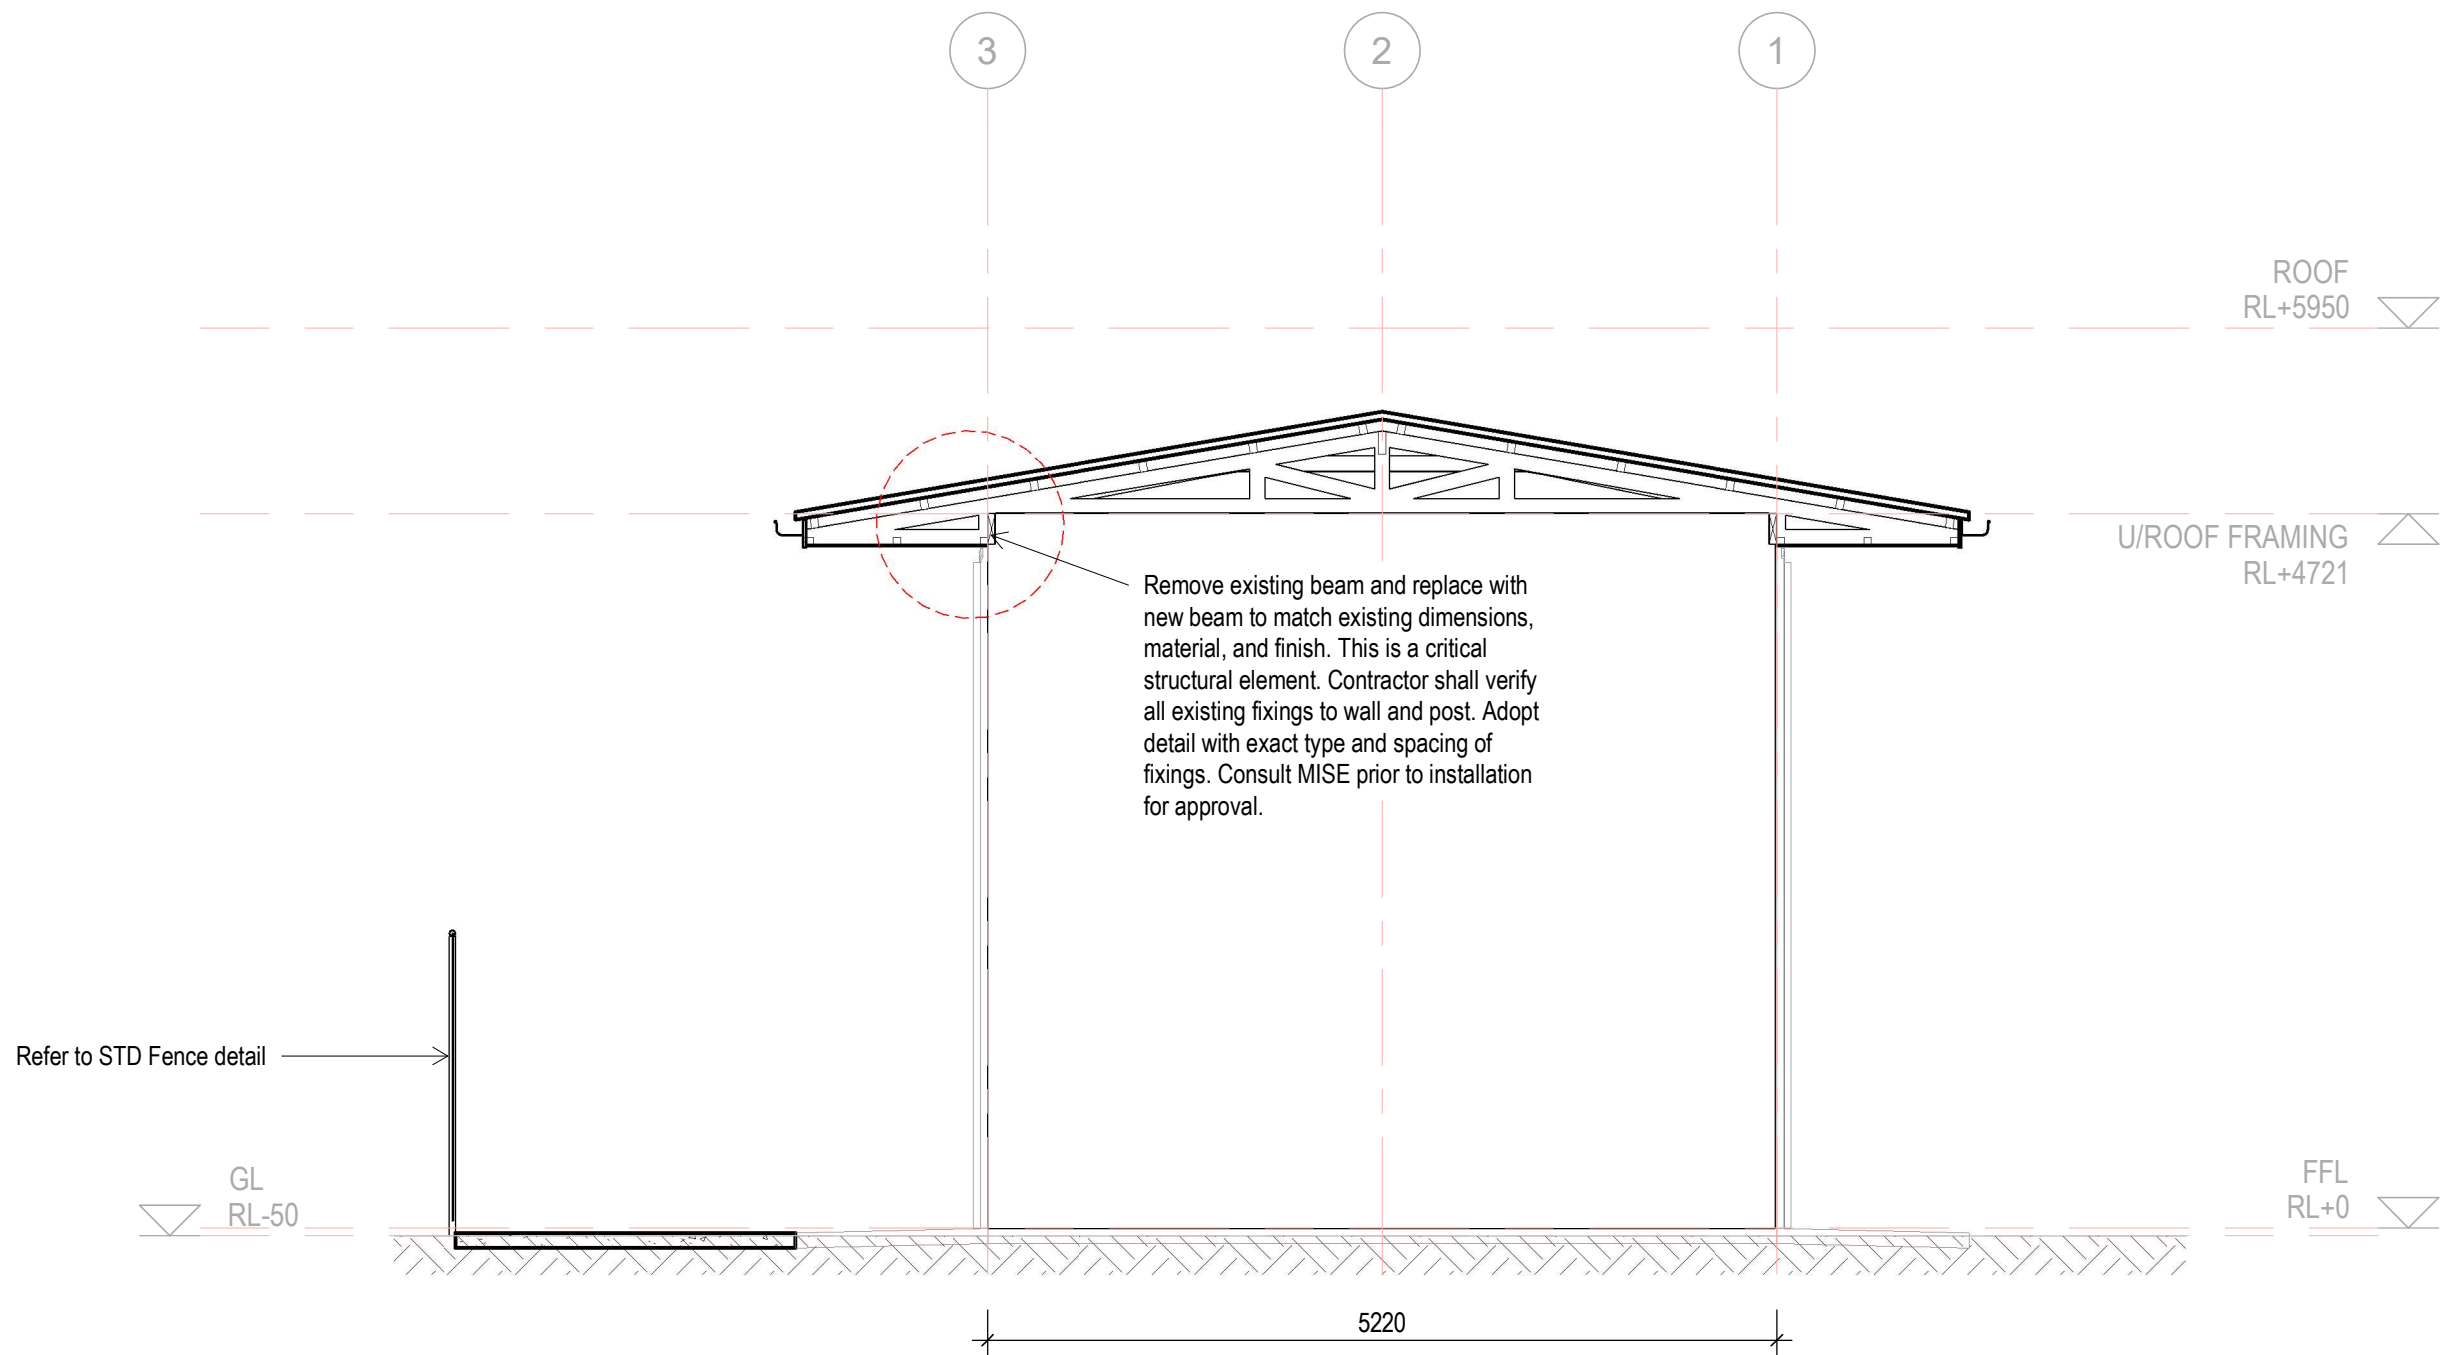 3
2
1
ROOF
RL+5950
U/ROOF FRAMING
RL+4721
Remove existing beam and replace with
new beam to match existing dimensions,
material, and finish. This is a critical
structural element. Contractor shall verify
all existing fixings to wall and post. Adopt
detail with exact type and spacing of
fixings. Consult MISE prior to installation
for approval.
Refer to STD Fence detail
GL
RL-50
FFL
RL+0
5220